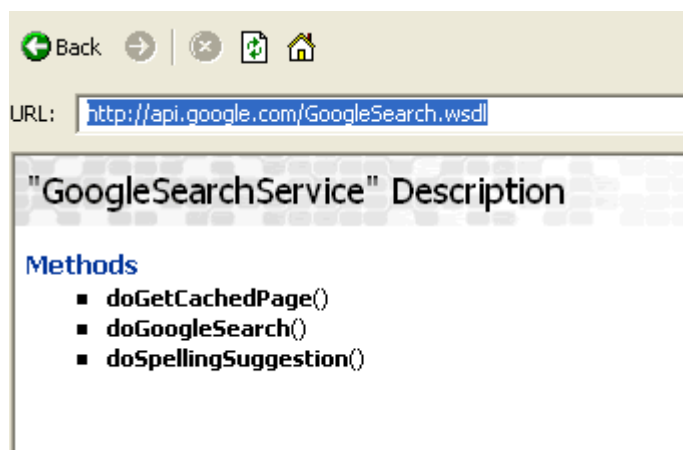 Back
URL: http://api.google.com/GoogleSearch.wsdl
"GoogleSearchService" Description
Methods
doGetCachedPage()
doGoogleSearch()
doSpellingSuggestion()